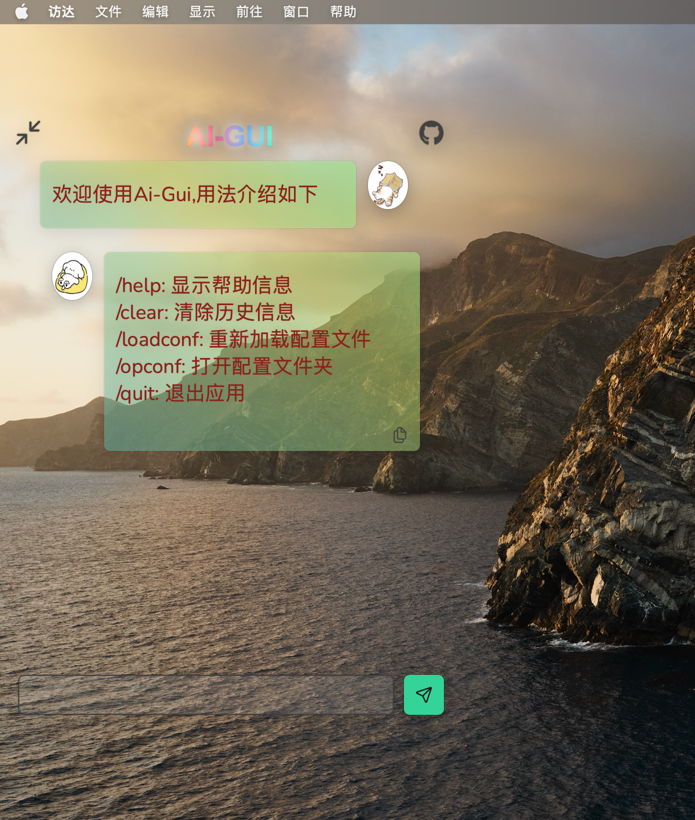 访达 文件 编辑 显示 前往 窗口 帮助
AI-GUI
欢迎使用Ai-Gui,用法介绍如下
/help: 显示帮助信息
/clear: 清除历史信息
/loadconf: 重新加载配置文件
/opconf: 打开配置文件夹
/quit: 退出应用